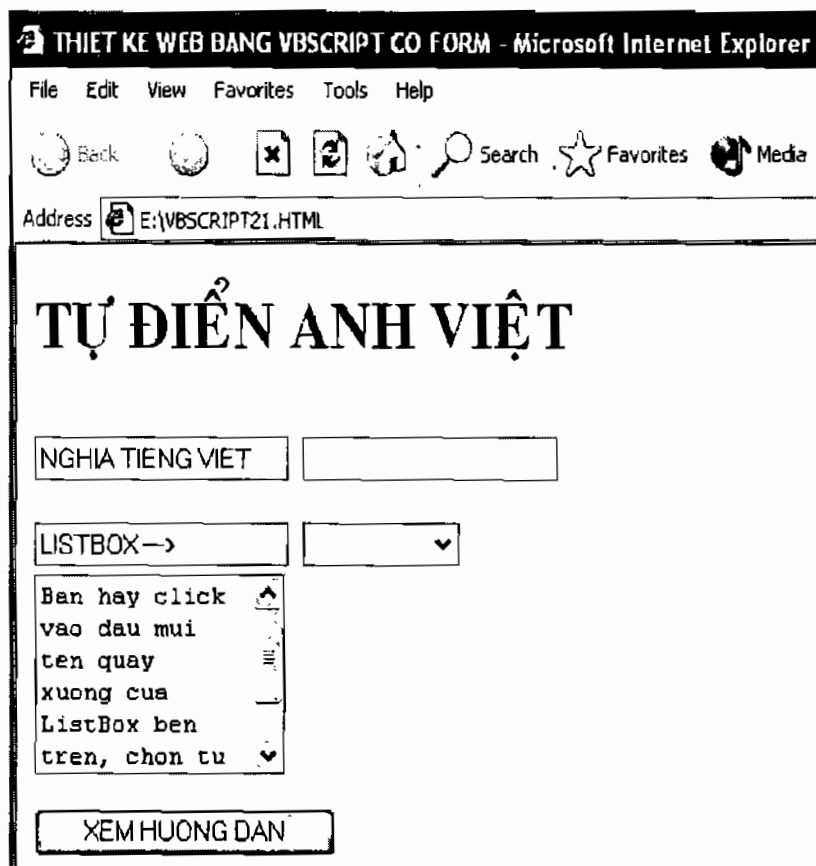 THIET KE WEB BANG VBSCRIPT CO FORM - Microsoft Internet Explorer
File Edit View Favorites Tools Help
Back Search Favorites Media
Address E:\VBSCRIPT21.HTML
TỰ ĐIỂN ANH VIỆT
NGHIA TIENG VIET
LISTBOX-->
Ban hay click
vao dau mui
ten quay
xuong cua
ListBox ben
tren, chon tu
XEM HUONG DAN